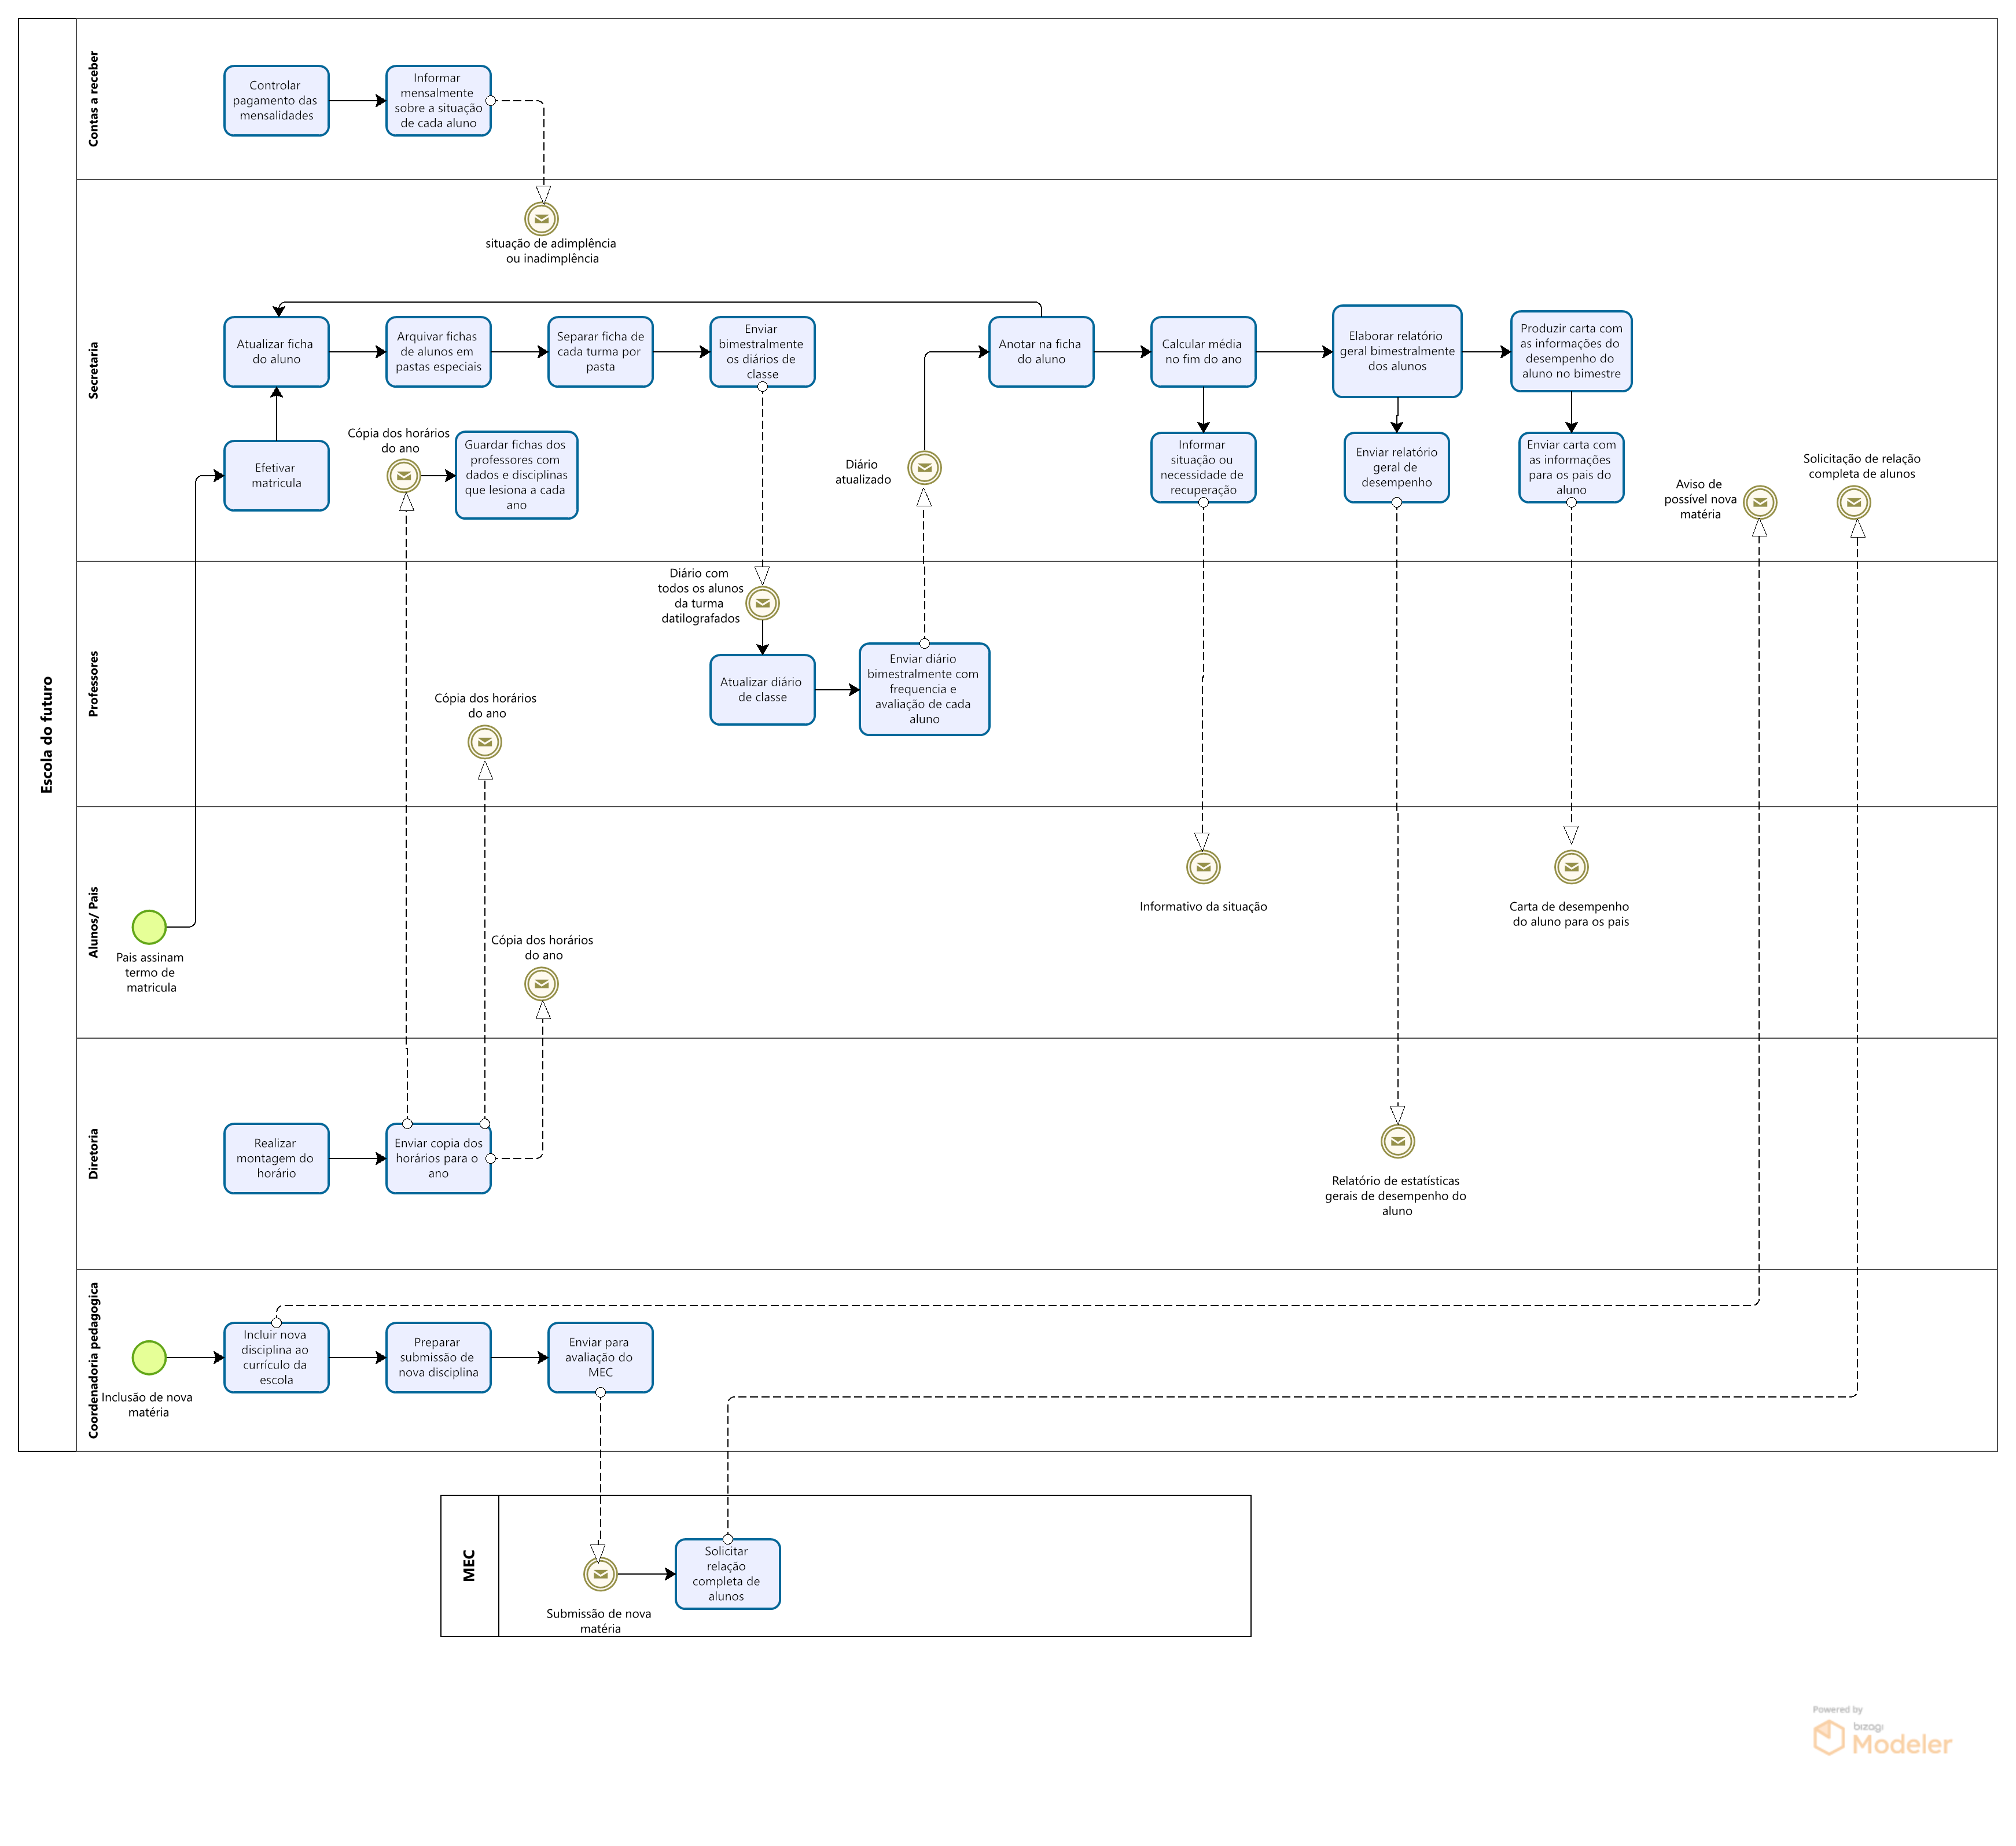 Escola do futuro
Contas a receber
Controlar
pagamento das
mensalidades
Informar
mensalmente
sobre a situação
de cada aluno
Secretaria
situação de adimplência
ou inadimplência
Atualizar ficha
do aluno
Arquivar fichas
de alunos em
pastas especiais
Separar ficha de
cada turma por
pasta
Enviar
bimestralmente
os diários de
classe
Anotar na ficha
do aluno
Calcular média
no fim do ano
Elaborar relatório
geral bimestralmente
dos alunos
Produzir carta com
as informações do
desempenho do
aluno no bimestre
Efetivar
matricula
Cópia dos horários
do ano
Guardar fichas dos
professores com
dados e disciplinas
que lesiona a cada
ano
Diário
atualizado
Informar
situação ou
necessidade de
recuperação
Enviar relatório
geral de
desempenho
Enviar carta com
as informações
para os pais do
aluno
Aviso de
possível nova
matéria
Solicitação de relação
completa de alunos
Professores
Diário com
todos os alunos
da turma
datilografados
Atualizar diário
de classe
Enviar diário
bimestralmente com
frequencia e
avaliação de cada
aluno
Cópia dos horários
do ano
Alunos/ Pais
Pais assinam
termo de
matricula
Cópia dos horários
do ano
Informativo da situação
Carta de desempenho
do aluno para os pais
Diretoria
Realizar
montagem do
horário
Enviar copia dos
horários para o
ano
Relatório de estatísticas
gerais de desempenho do
aluno
Coordenadoria pedagogica
Inclusão de nova
matéria
Incluir nova
disciplina ao
currículo da
escola
Preparar
submissão de
nova disciplina
Enviar para
avaliação do
MEC
MEC
Submissão de nova
matéria
Solicitar
relação
completa de
alunos
Powered by
bizagi
Modeler